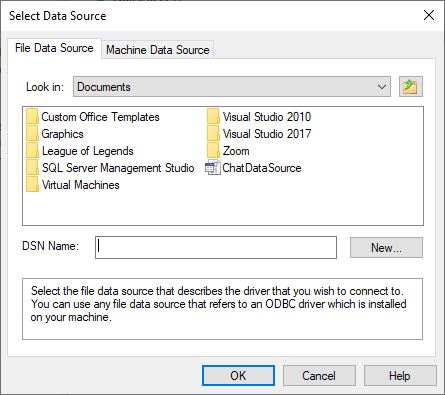 Select Data Source
File Data Source Machine Data Source
Look in: Documents
Custom Office Templates Visual Studio 2010
Graphics Visual Studio 2017
League of Legends Zoom
SQL Server Management Studio ChatDataSource
Virtual Machines
DSN Name: New...
Select the file data source that describes the driver that you wish to connect to.
You can use any file data source that refers to an ODBC driver which is installed
on your machine.
OK Cancel Help